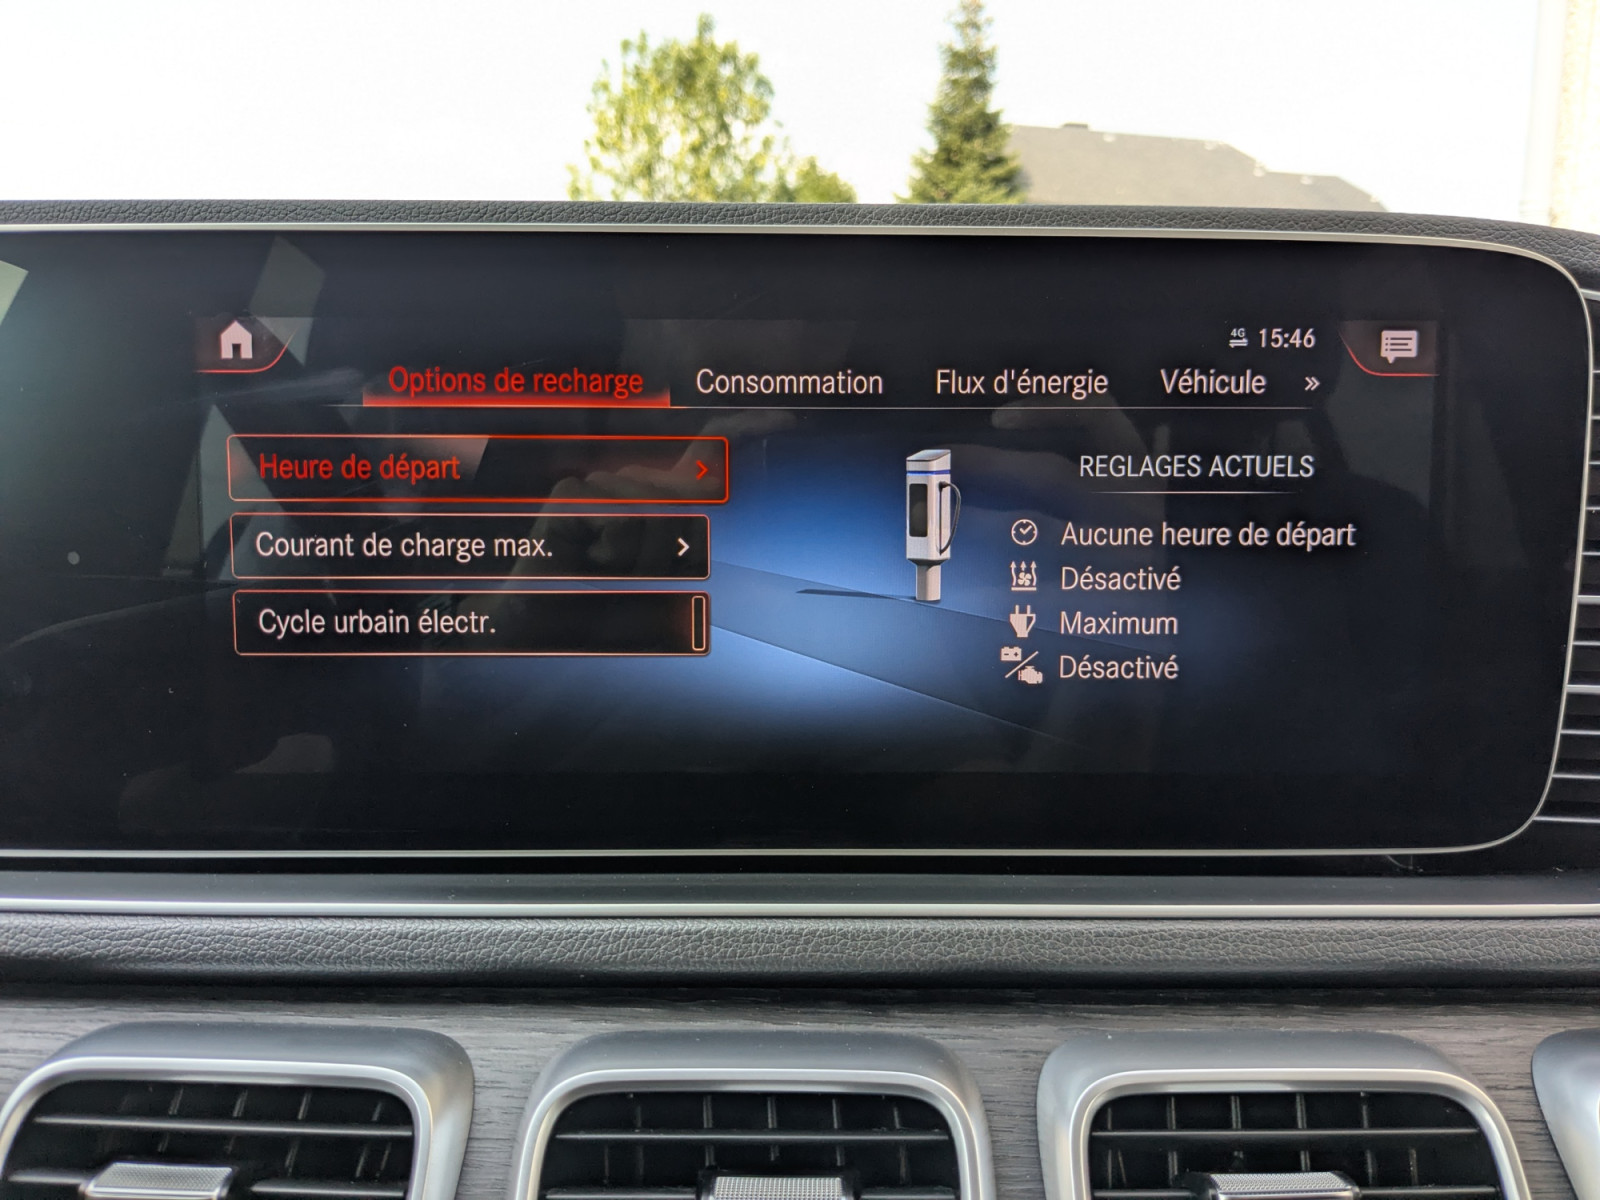 4G 15:46
Options de recharge Consommation Flux d'énergie Véhicule »
Heure de départ
Courant de charge max.
Cycle urbain électr.
REGLAGES ACTUELS
Aucune heure de départ
Désactivé
Maximum
Désactivé